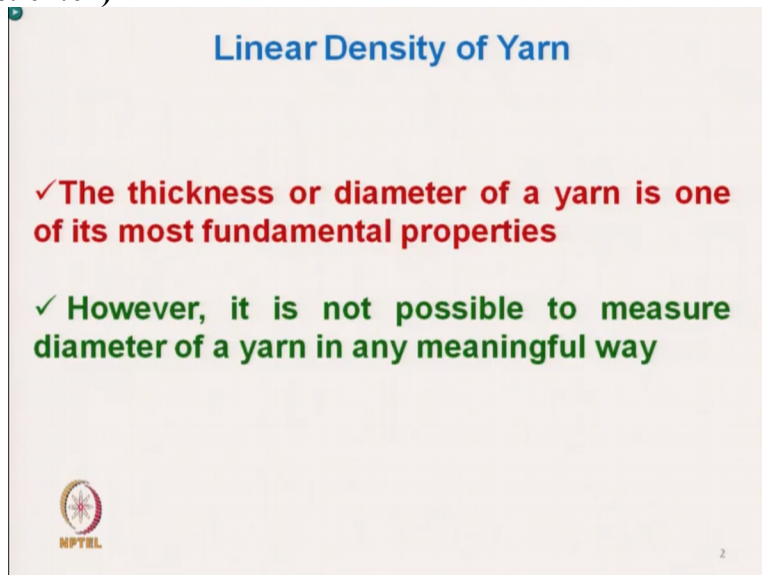 Linear Density of Yarn
✓The thickness or diameter of a yarn is one
of its most fundamental properties
✓ However, it is not possible to measure
diameter of a yarn in any meaningful way
NPTEL
2